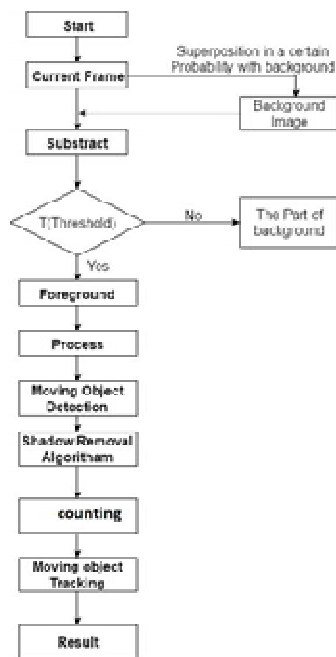 Start
Superposition in a certain
Probability with background
Current Frame
Background
Image
Substract
T(Threshold)
No
The Part of
background
Yes
Foreground
Process
Moving Object
Detection
Shadow Removal
Algoritham
counting
Moving object
Tracking
Result